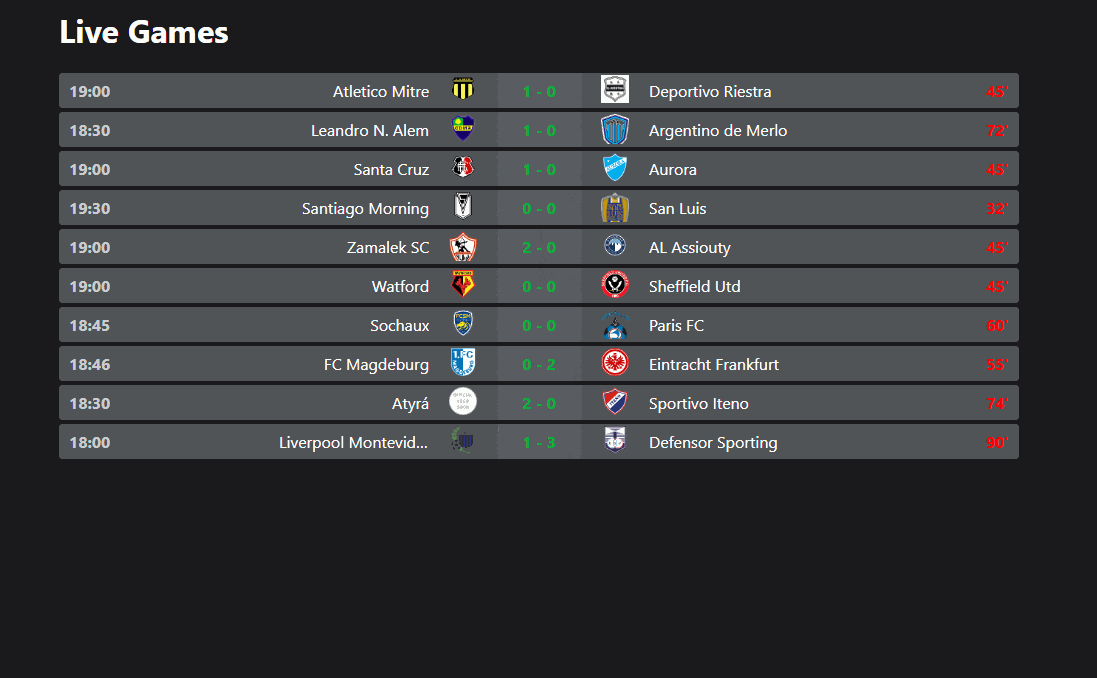 Live Games
19:00 Atletico Mitre 1 - 0 Deportivo Riestra 45'
18:30 Leandro N. Alem 1 - 0 Argentino de Merlo 72'
19:00 Santa Cruz 1 - 0 Aurora 45'
19:30 Santiago Morning 0 - 0 San Luis 32'
19:00 Zamalek SC 2 - 0 AL Assiouty 45'
19:00 Watford 0 - 0 Sheffield Utd 45'
18:45 Sochaux 0 - 0 Paris FC 60'
18:46 FC Magdeburg 0 - 2 Eintracht Frankfurt 55'
18:30 Atyrá 2 - 0 Sportivo Iteno 74'
18:00 Liverpool Montevid... 1 - 3 Defensor Sporting 90'